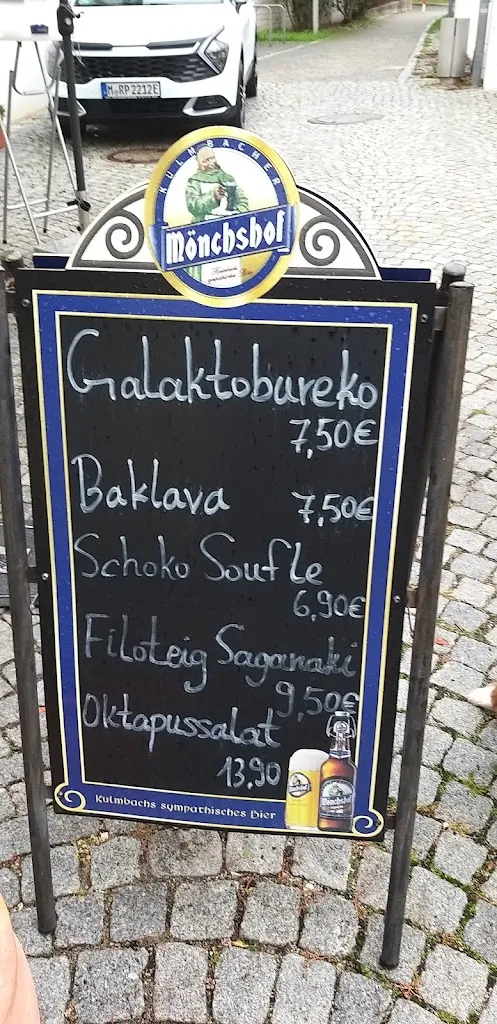 M RP 2212E
KULMBACHER
Mönchshof
Galaktobureko
7,50€
Baklava 7,50€
Schoko Soufle
6,90€
Filoteig Saganaki
9,50€
Oktapussalat
13,90
Mönchshof
Kulmbachs sympathisches Bier